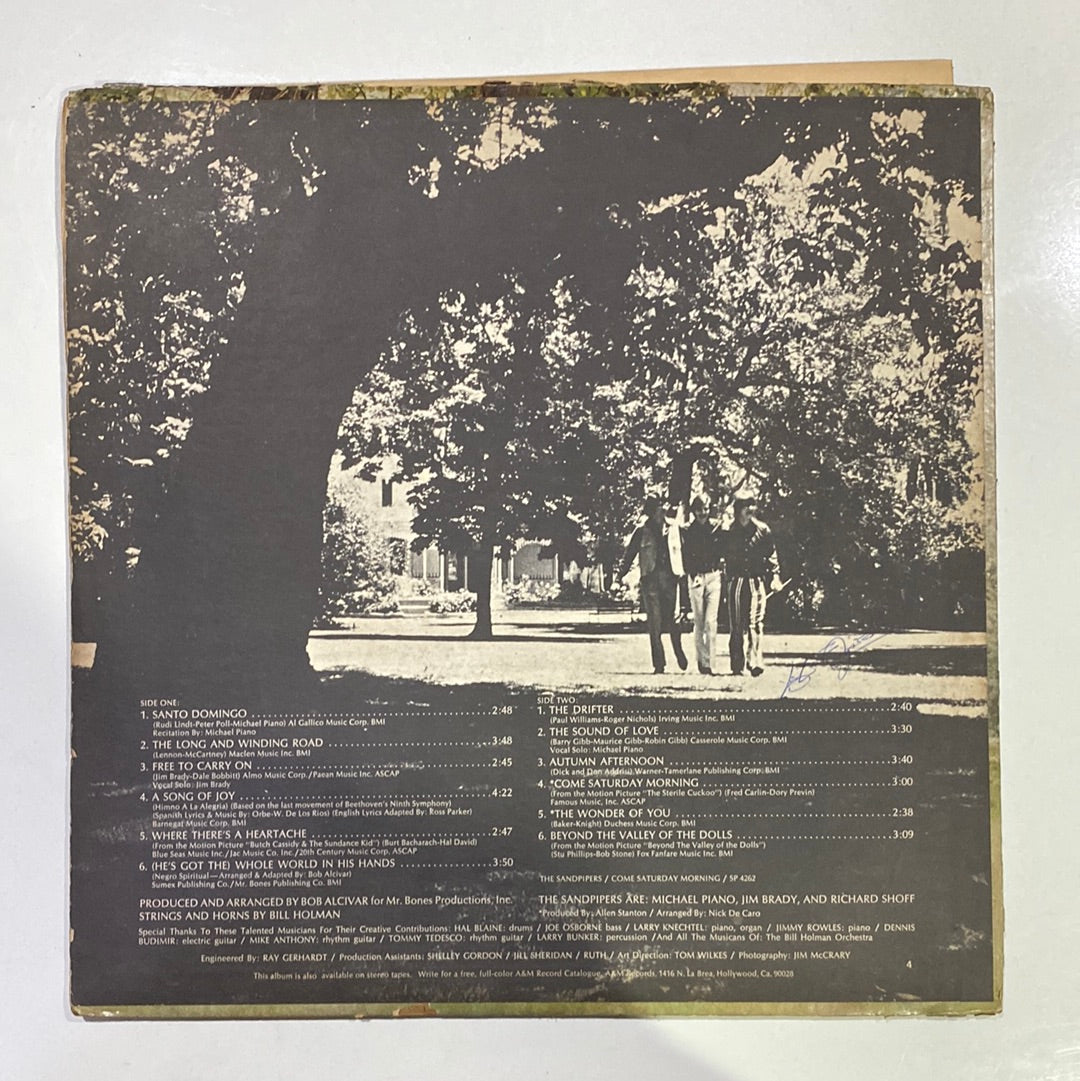 SIDE ONE:
1. SANTO DOMINGO ........ 2:48
(Rudi Lindt-Peter Poll-Michael Piano) Al Gallico Music Corp. BMI
Recitation By: Michael Piano
2. THE LONG AND WINDING ROAD ........ 3:48
(Lennon-McCartney) Maclen Music Inc. BMI
3. FREE TO CARRY ON ........ 2:45
(Jim Brady-Dale Bobbitt) Almo Music Corp./Paean Music Inc. ASCAP
Vocal Solo: Jim Brady
4. A SONG OF JOY ........ 4:22
(Himno A La Alegria) (Based on the last movement of Beethoven's Ninth Symphony)
(Spanish Lyrics & Music By: Orbe-W. De Los Rios) (English Lyrics Adapted By: Ross Parker)
Barnegat Music Corp. BMI
5. WHERE THERE'S A HEARTACHE ........ 2:47
(From the Motion Picture "Butch Cassidy & The Sundance Kid") (Burt Bacharach-Hal David)
Blue Seas Music Inc./Jac Music Co. Inc./20th Century Music Corp. ASCAP
6. (HE'S GOT THE) WHOLE WORLD IN HIS HANDS ........ 3:50
(Negro Spiritual—Arranged & Adapted By: Bob Alcivar)
Sumex Publishing Co./Mr. Bones Publishing Co. BMI
SIDE TWO:
1. THE DRIFTER ........ 2:40
(Paul Williams-Roger Nichols) Irving Music Inc. BMI
2. THE SOUND OF LOVE ........ 3:30
(Barry Gibb-Maurice Gibb-Robin Gibb) Casserole Music Corp. BMI
Vocal Solo: Michael Piano
3. AUTUMN AFTERNOON ........ 3:40
(Dick and Don Addrisi) Warner-Tamerlane Publishing Corp. BMI
4. *COME SATURDAY MORNING ........ 3:00
(From the Motion Picture "The Sterile Cuckoo") (Fred Carlin-Dory Previn)
Famous Music, Inc. ASCAP
5. *THE WONDER OF YOU ........ 2:38
(Baker-Knight) Duchess Music Corp. BMI
6. BEYOND THE VALLEY OF THE DOLLS ........ 3:09
(From the Motion Picture "Beyond The Valley of the Dolls")
(Stu Phillips-Bob Stone) Fox Fanfare Music Inc. BMI
THE SANDPIPERS / COME SATURDAY MORNING / SP 4262
PRODUCED AND ARRANGED BY BOB ALCIVAR for Mr. Bones Productions, Inc.
STRINGS AND HORNS BY BILL HOLMAN
THE SANDPIPERS ARE: MICHAEL PIANO, JIM BRADY, AND RICHARD SHOFF
*Produced By: Allen Stanton / Arranged By: Nick De Caro
Special Thanks To These Talented Musicians For Their Creative Contributions: HAL BLAINE: drums / JOE OSBORNE bass / LARRY KNECHTEL: piano, organ / JIMMY ROWLES: piano / DENNIS
BUDIMIR: electric guitar / MIKE ANTHONY: rhythm guitar / TOMMY TEDESCO: rhythm guitar / LARRY BUNKER: percussion / And All The Musicans Of: The Bill Holman Orchestra
Engineered By: RAY GERHARDT / Production Assistants: SHELLEY GORDON / JILL SHERIDAN / RUTH / Art Direction: TOM WILKES / Photography: JIM McCRARY
This album is also available on stereo tapes. Write for a free, full-color A&M Record Catalogue, A&M Records, 1416 N. La Brea, Hollywood, Ca. 90028
4